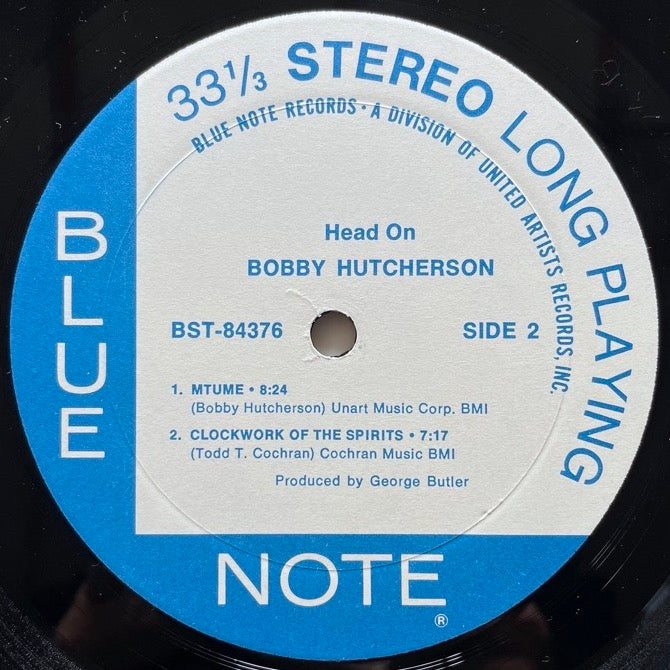 33⅓ STEREO LONG PLAYING
BLUE NOTE RECORDS • A DIVISION OF UNITED ARTISTS RECORDS, INC.
Head On
BOBBY HUTCHERSON
BST-84376 SIDE 2
1. MTUME • 8:24
(Bobby Hutcherson) Unart Music Corp. BMI
2. CLOCKWORK OF THE SPIRITS • 7:17
(Todd T. Cochran) Cochran Music BMI
Produced by George Butler
BLUE
NOTE
®